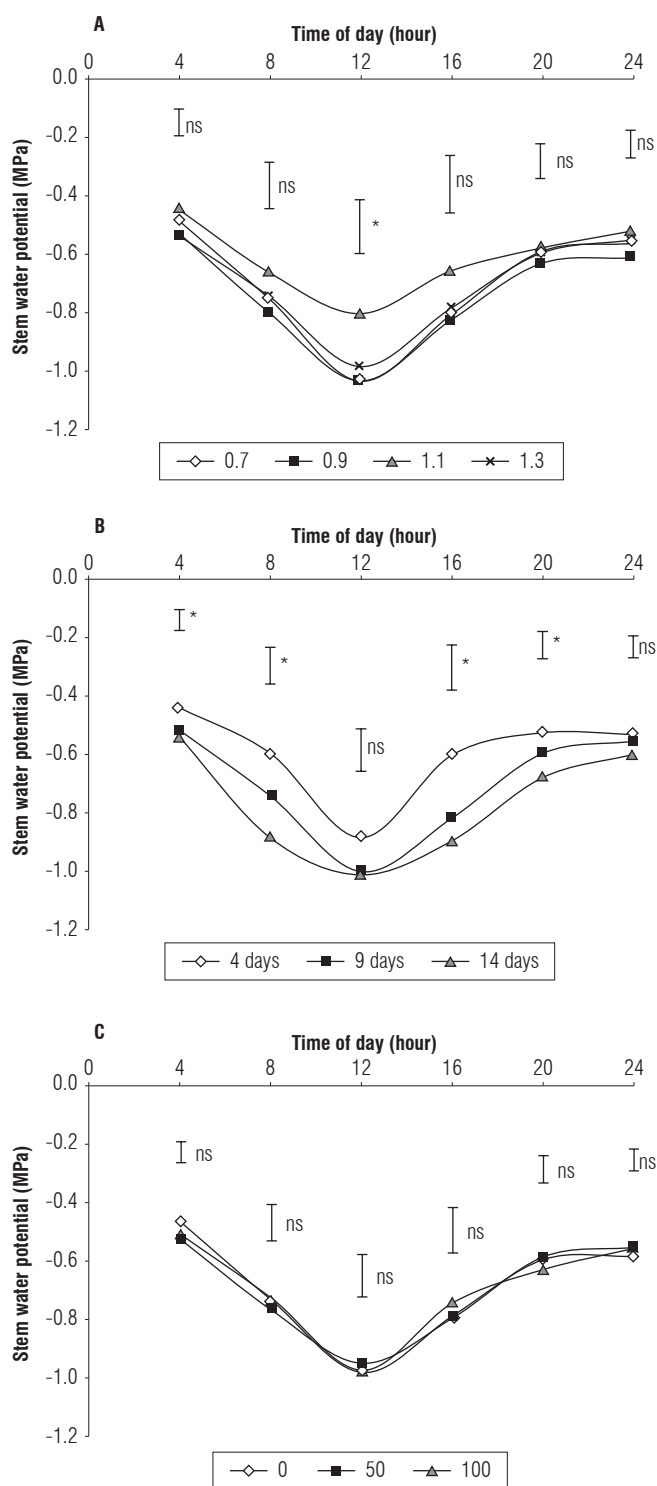 A
Time of day (hour)
0 4 8 12 16 20 24
Stem water potential (MPa)
0.0
-0.2
-0.4
-0.6
-0.8
-1.0
-1.2
ns
ns
*
ns
ns
ns
0.7 0.9 1.1 1.3
B
Time of day (hour)
0 4 8 12 16 20 24
Stem water potential (MPa)
0.0
-0.2
-0.4
-0.6
-0.8
-1.0
-1.2
*
*
ns
*
*
ns
4 days 9 days 14 days
C
Time of day (hour)
0 4 8 12 16 20 24
Stem water potential (MPa)
0.0
-0.2
-0.4
-0.6
-0.8
-1.0
-1.2
ns
ns
ns
ns
ns
ns
0 50 100